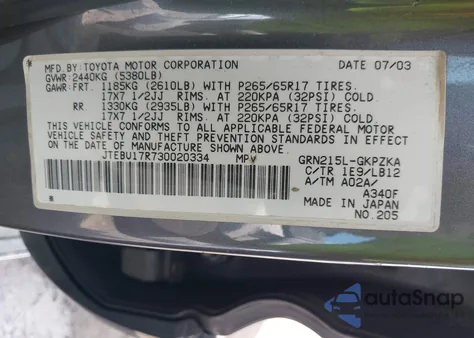 MFD.BY:TOYOTA MOTOR CORPORATION DATE 07/03
GVWR: 2440KG (5380LB)
GAWR: FRT. 1185KG (2610LB) WITH P265/65R17 TIRES.
17X7 1/2JJ RIMS. AT 220KPA (32PSI) COLD.
RR 1330KG (2935LB) WITH P265/65R17 TIRES.
17X7 1/2JJ RIMS. AT 220KPA (32PSI) COLD.
THIS VEHICLE CONFORMS TO ALL APPLICABLE FEDERAL MOTOR
VEHICLE SAFETY AND THEFT PREVENTION STANDARDS IN
EFFECT ON THE DATE OF MANUFACTURE SHOWN ABOVE.
JTEBU17R730020334 MPV GRN215L-GKPZKA
C/TR 1E9/LB12
A/TM A02A/
A340F
MADE IN JAPAN
NO.205
autoSnap